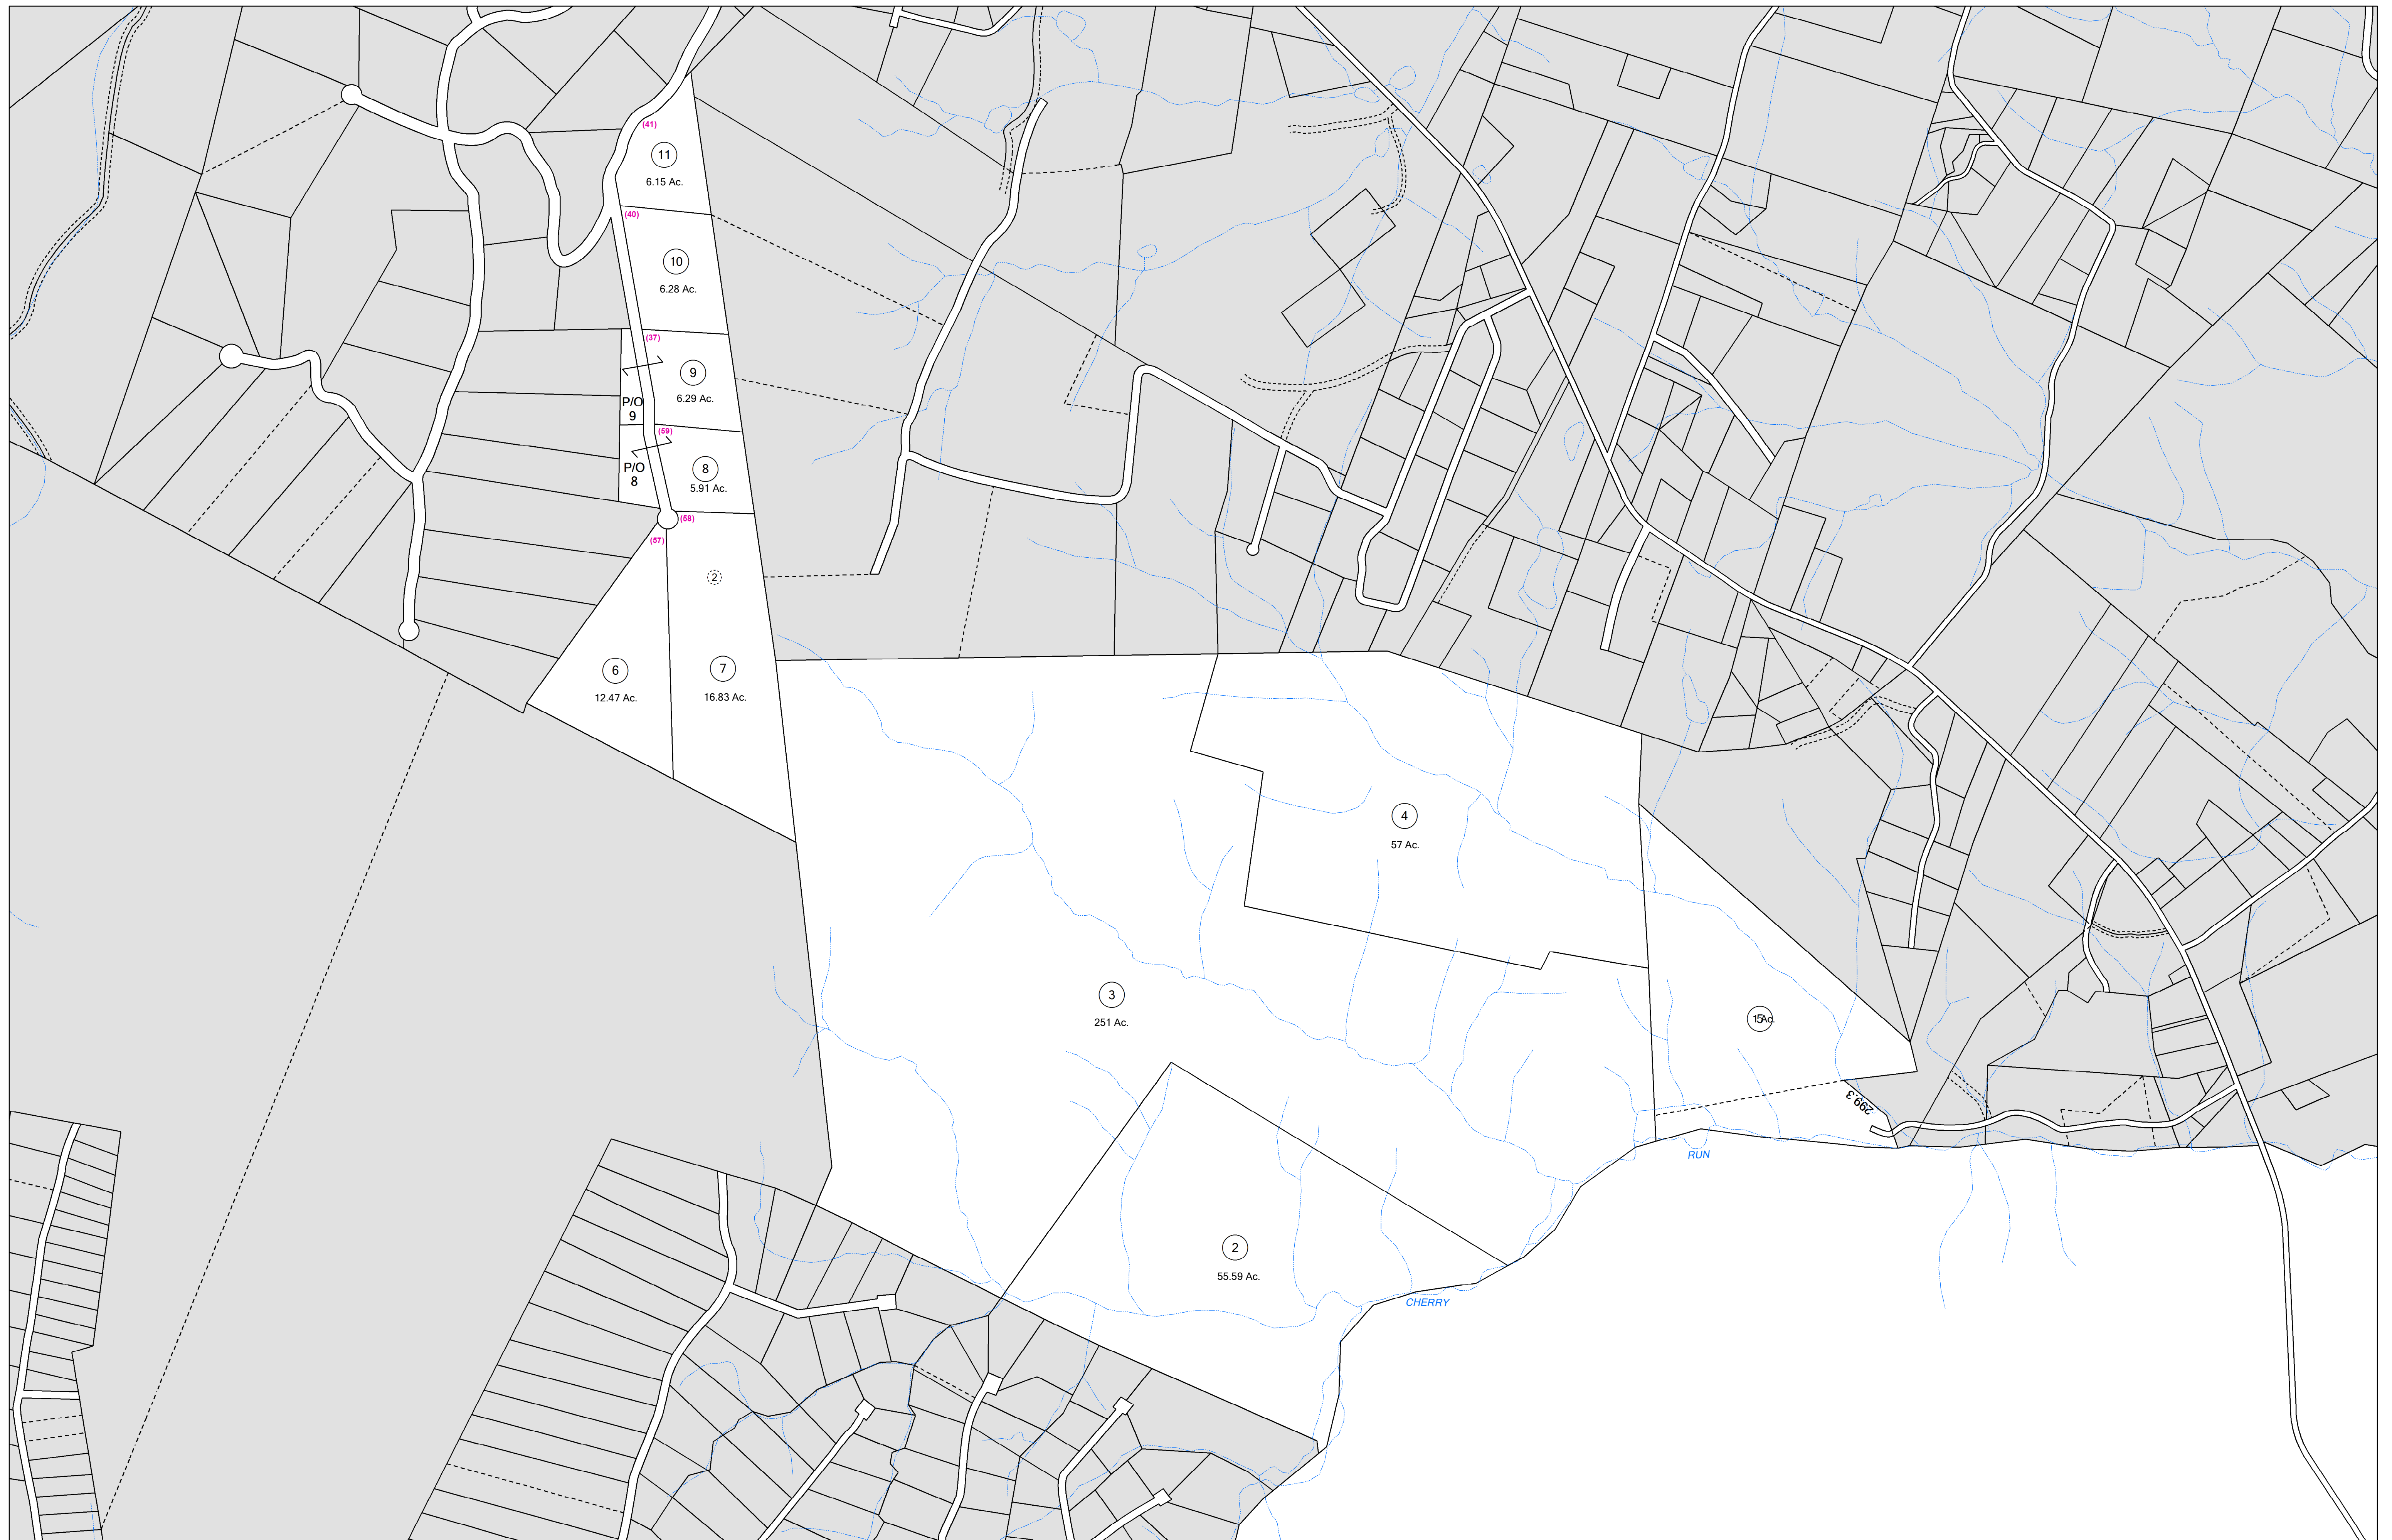 (41)
11
6.15 Ac.
(40)
10
6.28 Ac.
(37)
9
6.29 Ac.
P/O
9
(59)
8
5.91 Ac.
P/O
8
(58)
(57)
2
6
12.47 Ac.
7
16.83 Ac.
4
57 Ac.
3
251 Ac.
299.3
RUN
2
55.59 Ac.
CHERRY